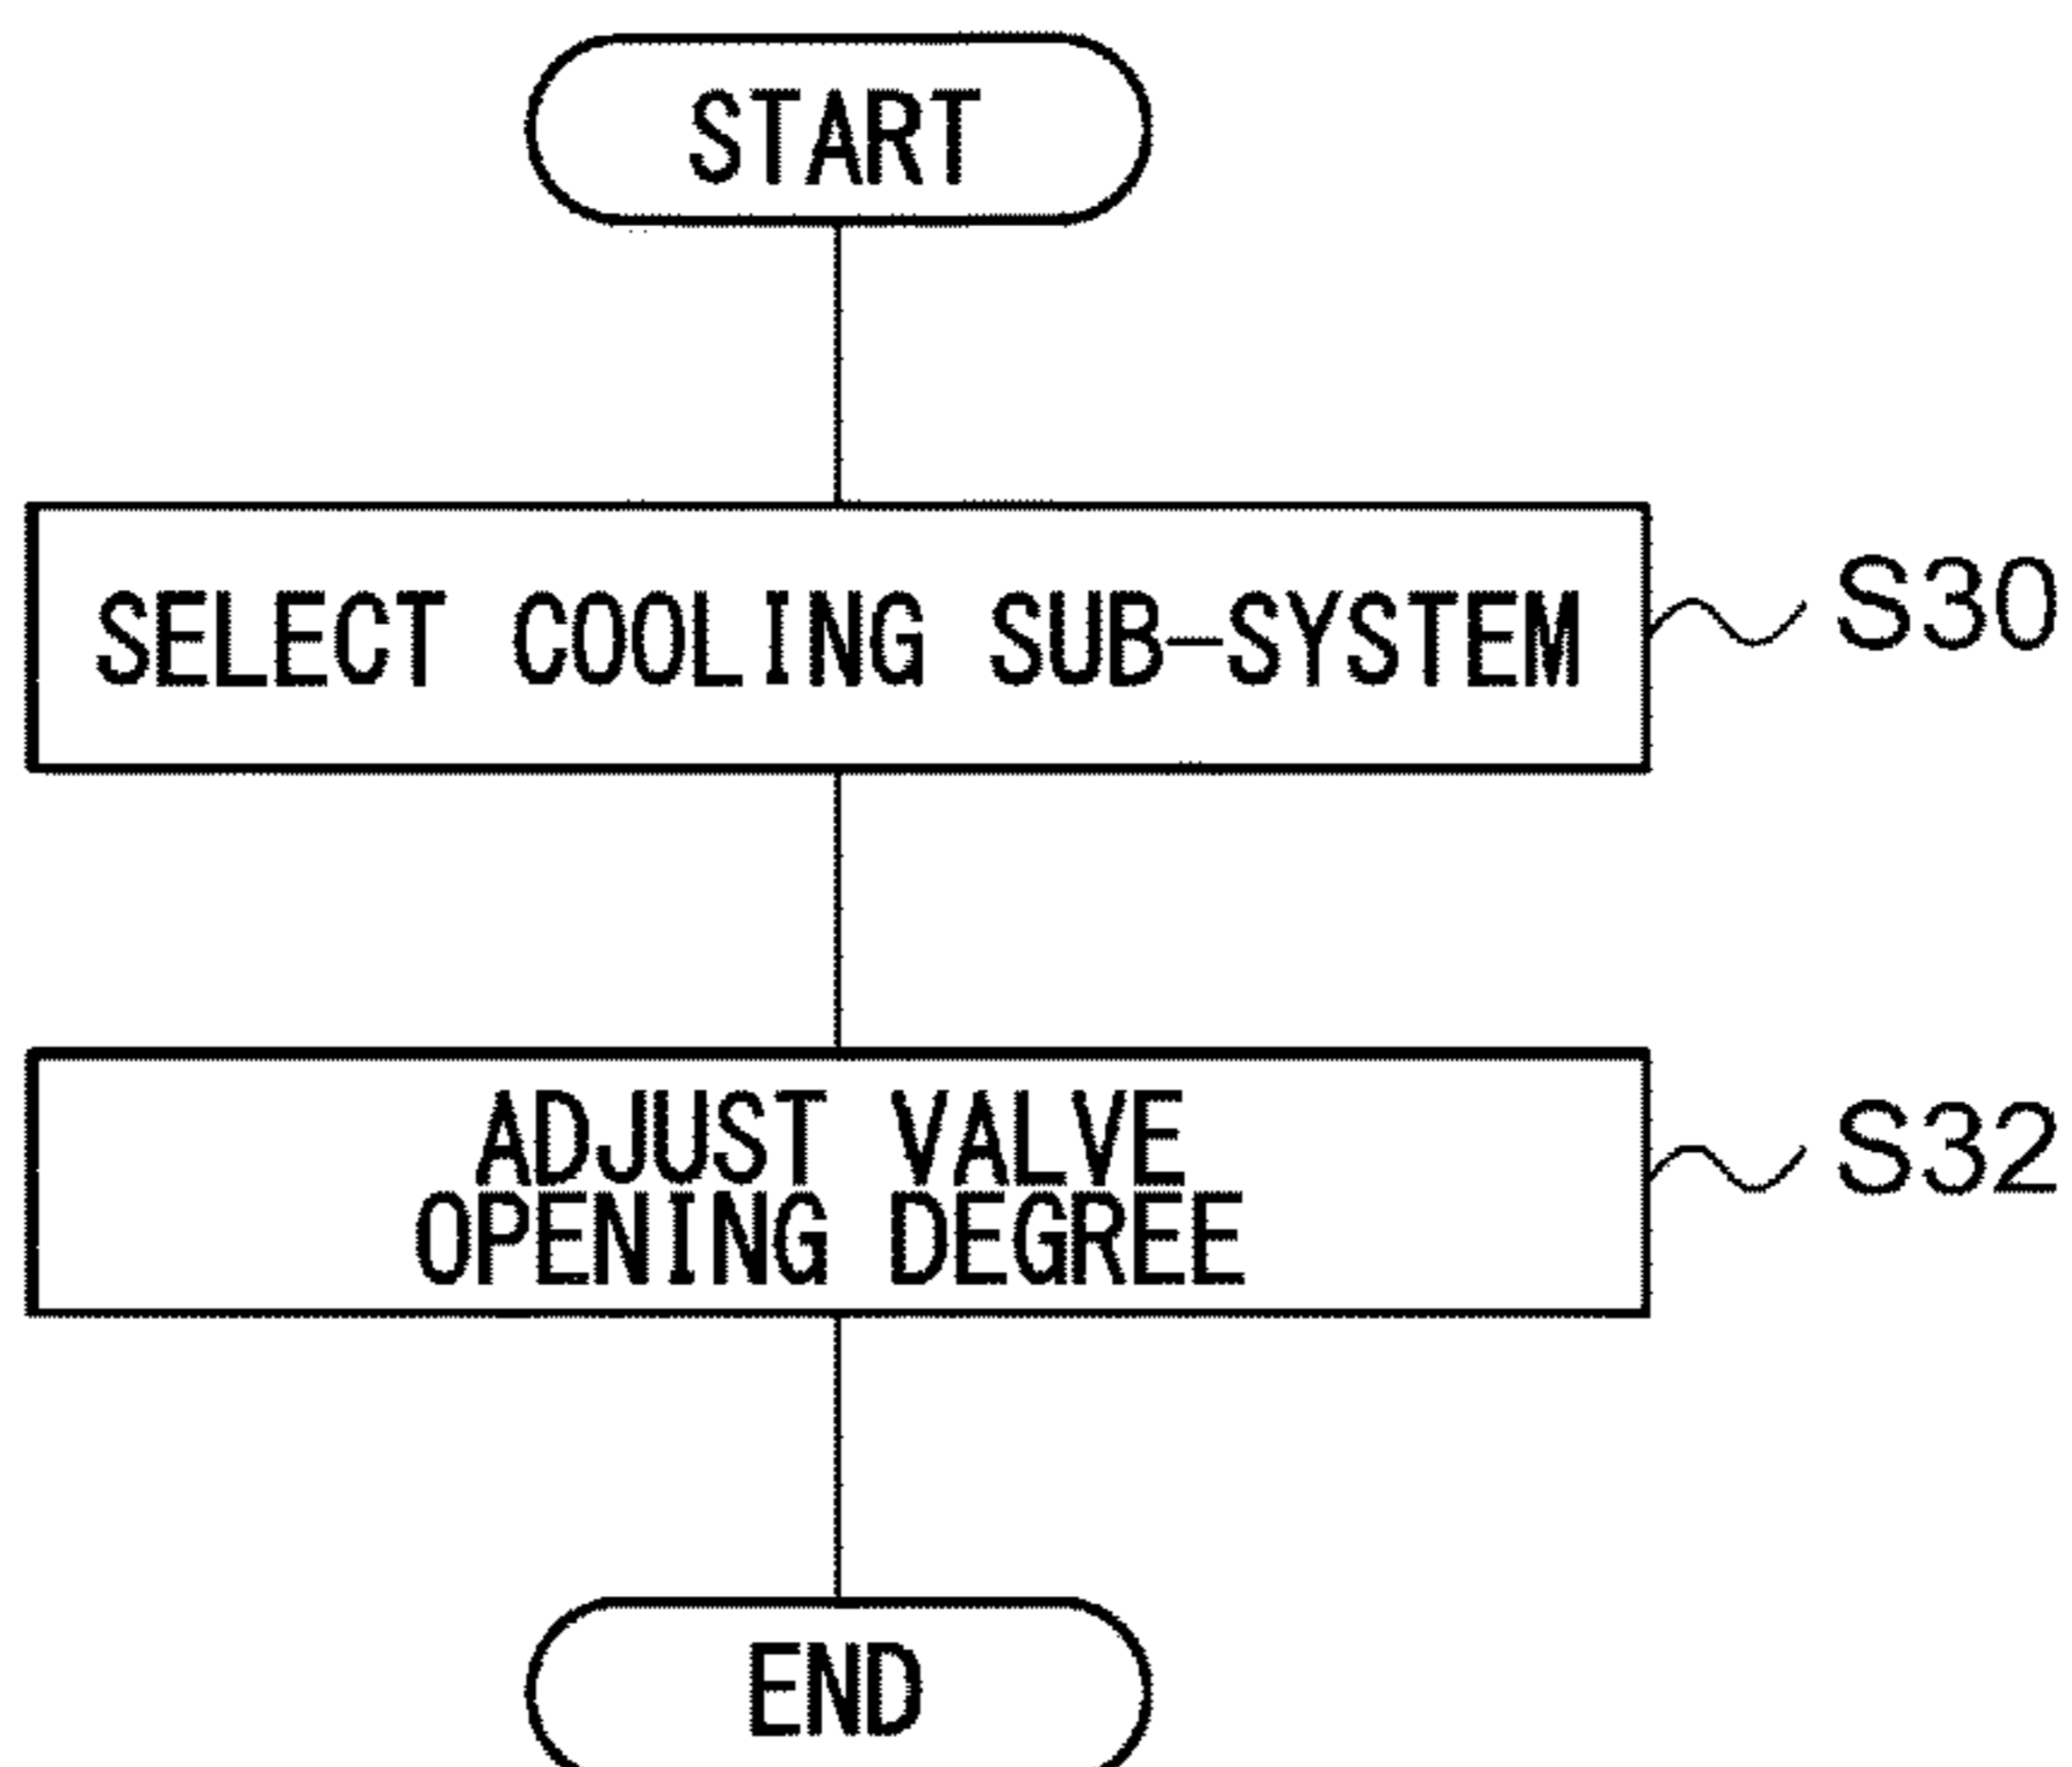 START
SELECT COOLING SUB-SYSTEM
S30
ADJUST VALVE
OPENING DEGREE
S32
END